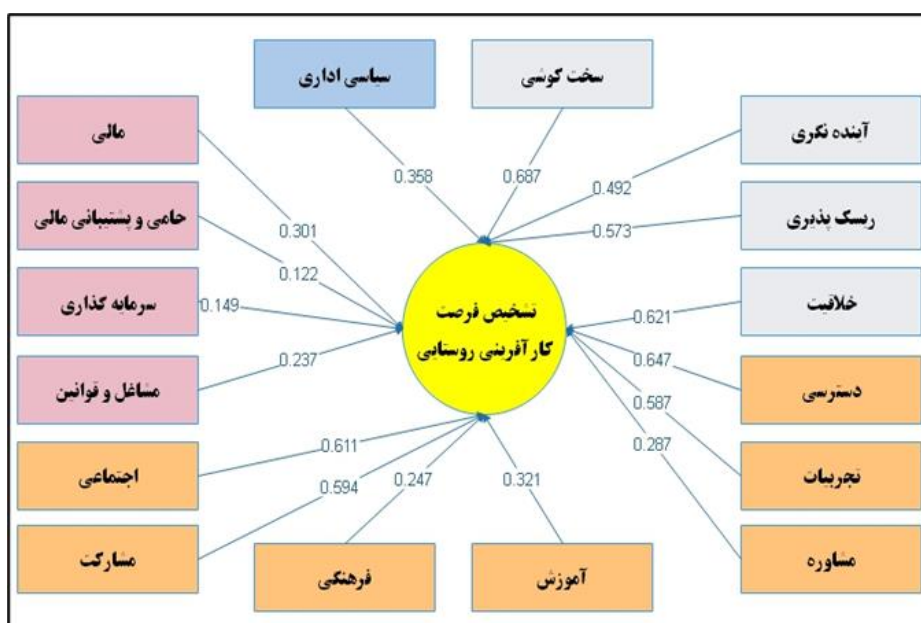 سیاسی اداری
سخت کوشی
مالی
آینده نگری
0.358
0.687
0.492
حامی و پشتیبانی مالی
ریسک پذیری
0.301
0.573
0.122
سرمایه گذاری
خلاقیت
0.149
تشخیص فرصت
کارآفرینی روستایی
0.621
0.647
مشاغل و قوانین
دسترسی
0.237
0.587
0.287
اجتماعی
تجربیات
0.611
0.594
0.247
0.321
مشارکت
فرهنگی
آموزش
مشاوره